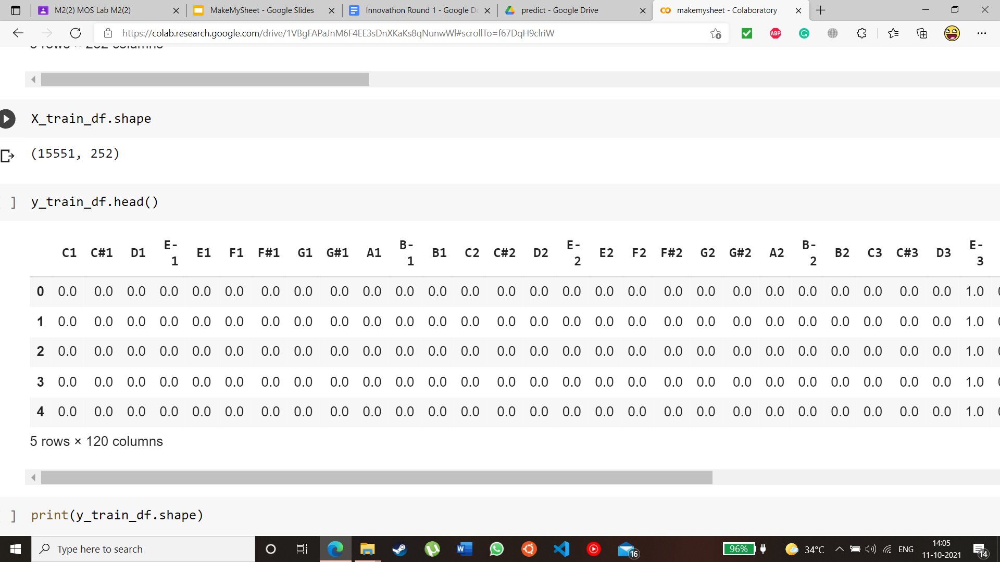 M2(2) MOS Lab M2(2) MakeMySheet - Google Slides Innovathon Round 1 - Google Do predict - Google Drive makemysheet - Colaboratory
https://colab.research.google.com/drive/1VBgFAPaJnM6F4EE3sDnXKaKs8qNunwWl#scrollTo=f67DqH9clriW ABP
5 rows × 252 columns
X_train_df.shape
(15551, 252)
] y_train_df.head()
C1 C#1 D1 E-1 E1 F1 F#1 G1 G#1 A1 B-1 B1 C2 C#2 D2 E-2 E2 F2 F#2 G2 G#2 A2 B-2 B2 C3 C#3 D3 E-3
0 0.0 0.0 0.0 0.0 0.0 0.0 0.0 0.0 0.0 0.0 0.0 0.0 0.0 0.0 0.0 0.0 0.0 0.0 0.0 0.0 0.0 0.0 0.0 0.0 0.0 0.0 0.0 1.0
1 0.0 0.0 0.0 0.0 0.0 0.0 0.0 0.0 0.0 0.0 0.0 0.0 0.0 0.0 0.0 0.0 0.0 0.0 0.0 0.0 0.0 0.0 0.0 0.0 0.0 0.0 0.0 1.0
2 0.0 0.0 0.0 0.0 0.0 0.0 0.0 0.0 0.0 0.0 0.0 0.0 0.0 0.0 0.0 0.0 0.0 0.0 0.0 0.0 0.0 0.0 0.0 0.0 0.0 0.0 0.0 1.0
3 0.0 0.0 0.0 0.0 0.0 0.0 0.0 0.0 0.0 0.0 0.0 0.0 0.0 0.0 0.0 0.0 0.0 0.0 0.0 0.0 0.0 0.0 0.0 0.0 0.0 0.0 0.0 1.0
4 0.0 0.0 0.0 0.0 0.0 0.0 0.0 0.0 0.0 0.0 0.0 0.0 0.0 0.0 0.0 0.0 0.0 0.0 0.0 0.0 0.0 0.0 0.0 0.0 0.0 0.0 0.0 1.0
5 rows × 120 columns
] print(y_train_df.shape)
Type here to search 16 96% 34°C ENG 14:05 14
11-10-2021